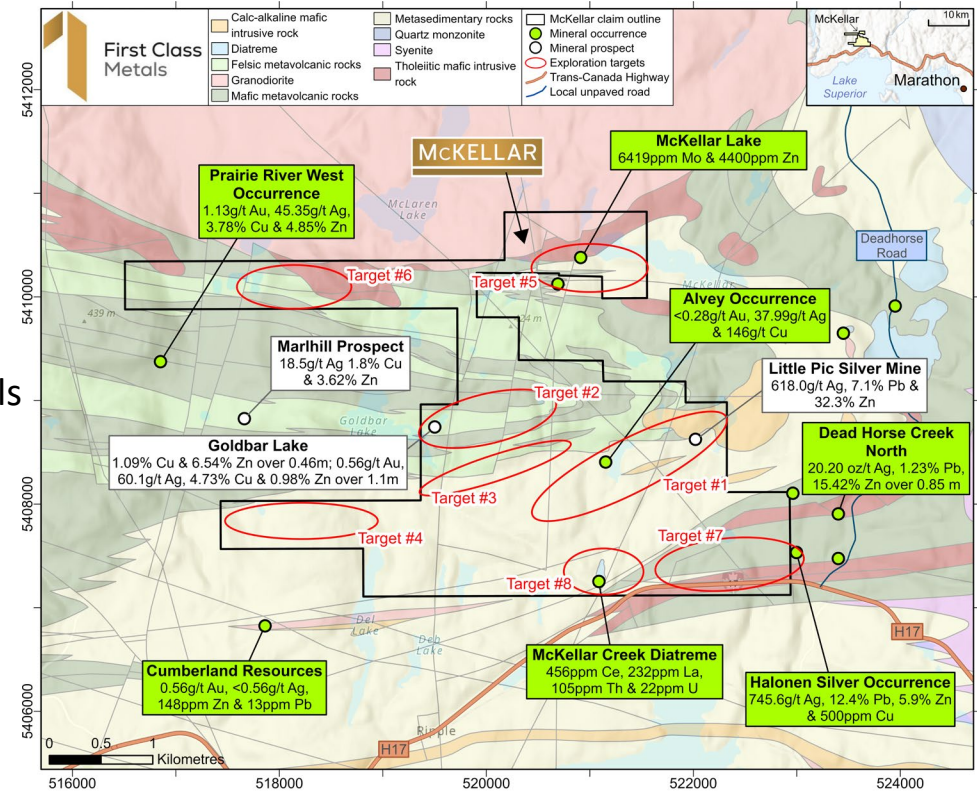 First Class
Metals
Calc-alkaline mafic
intrusive rock
Diatreme
Felsic metavolcanic rocks
Granodiorite
Mafic metavolcanic rocks
Metasedimentary rocks
Quartz monzonite
Syenite
Tholeiitic mafic intrusive
rock
McKellar claim outline
Mineral occurrence
Mineral prospect
Exploration targets
Trans-Canada Highway
Local unpaved road
McKellar
10 km
Lake
Superior
Marathon
5412000
5410000
5408000
5406000
ls
McKELLAR
McKellar Lake
6419ppm Mo & 4400ppm Zn
Prairie River West
Occurrence
1.13g/t Au, 45.35g/t Ag,
3.78% Cu & 4.85% Zn
McLaren
Lake
Deadhorse
Road
Target #6
Target #5
McKellar
439 m
Alvey Occurrence
<0.28g/t Au, 37.99g/t Ag
& 146g/t Cu
Marlhill Prospect
18.5g/t Ag 1.8% Cu
& 3.62% Zn
Little Pic Silver Mine
618.0g/t Ag, 7.1% Pb &
32.3% Zn
Target #2
Goldbar
Lake
Goldbar Lake
1.09% Cu & 6.54% Zn over 0.46m; 0.56g/t Au,
60.1g/t Ag, 4.73% Cu & 0.98% Zn over 1.1m
Dead Horse Creek
North
20.20 oz/t Ag, 1.23% Pb,
15.42% Zn over 0.85 m
Target #1
Target #3
Target #4
Target #7
Target #8
Del
Lake
Deb
Lake
H17
McKellar Creek Diatreme
456ppm Ce, 232ppm La,
105ppm Th & 22ppm U
Cumberland Resources
0.56g/t Au, <0.56g/t Ag,
148ppm Zn & 13ppm Pb
Halonen Silver Occurrence
745.6g/t Ag, 12.4% Pb, 5.9% Zn
& 500ppm Cu
Ripple
H17
0 0.5 1
Kilometres
516000 518000 520000 522000 524000